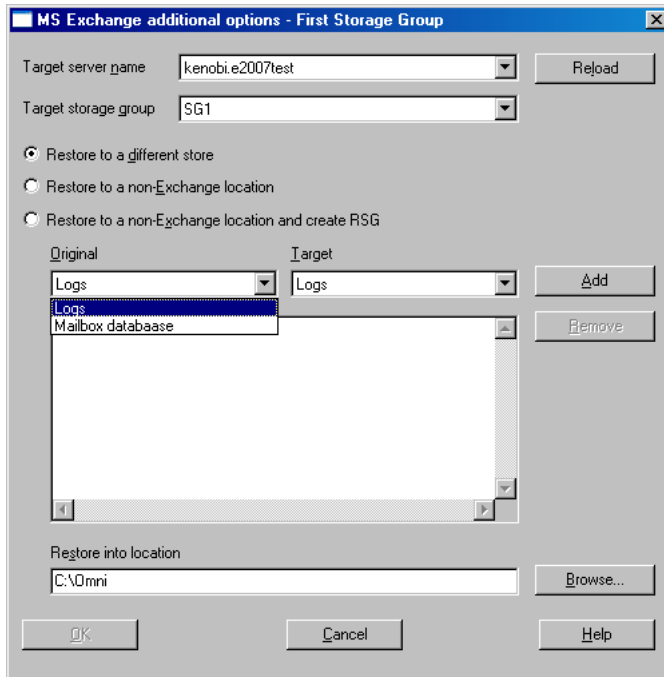 MS Exchange additional options - First Storage Group
Target server name
kenobi.e2007test
Reload
Target storage group
SG1
Restore to a different store
Restore to a non-Exchange location
Restore to a non-Exchange location and create RSG
Original
Target
Logs
Logs
Add
Logs
Mailbox databaase
Remove
Restore into location
C:\Omni
Browse...
OK
Cancel
Help